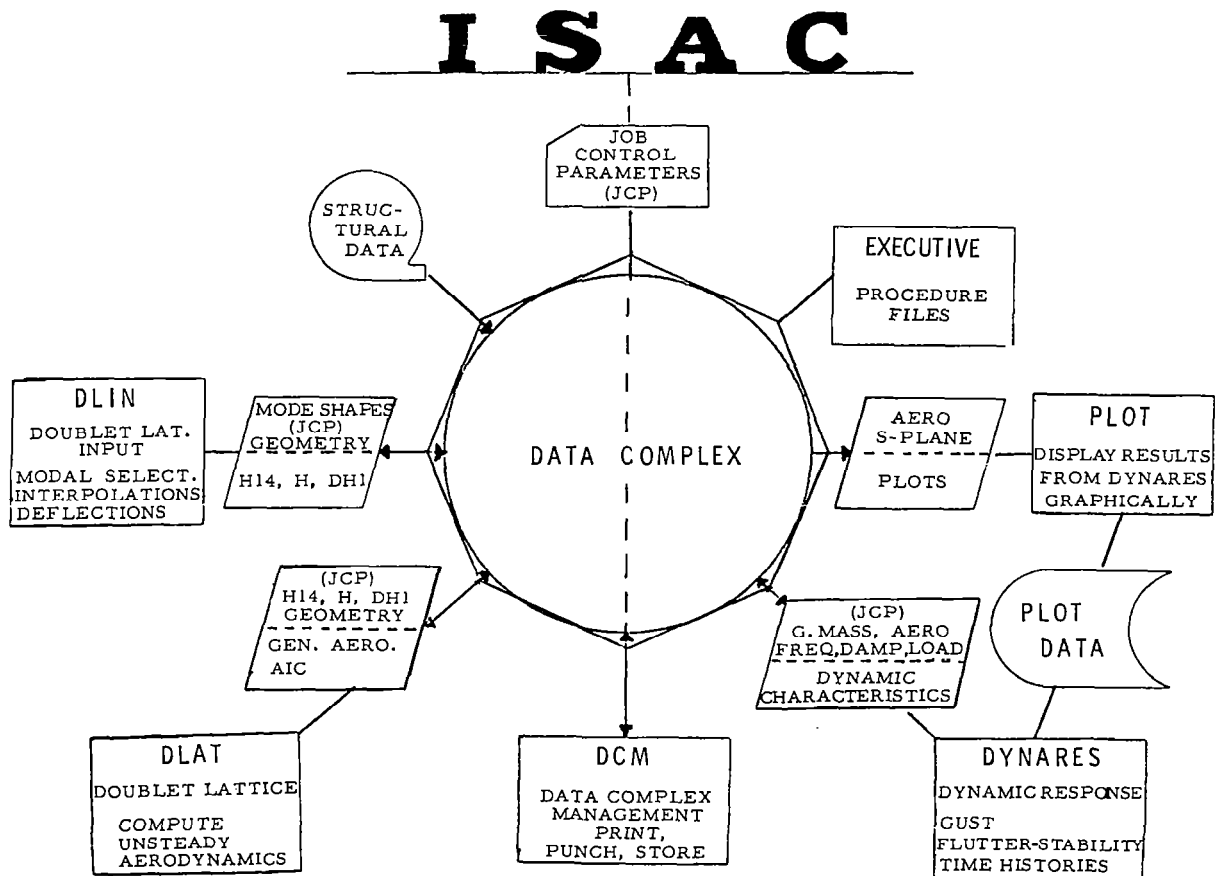 I S A C
JOB
CONTROL
PARAMETERS
(JCP)
STRUC-
TURAL
DATA
EXECUTIVE
PROCEDURE
FILES
DLIN
DOUBLET LAT.
INPUT
MODAL SELECT.
INTERPOLATIONS
DEFLECTIONS
MODE SHAPES
(JCP)
GEOMETRY
H14, H, DH1
DATA COMPLEX
AERO
S-PLANE
PLOTS
PLOT
DISPLAY RESULTS
FROM DYNARES
GRAPHICALLY
(JCP)
H14, H, DH1
GEOMETRY
GEN. AERO.
AIC
(JCP)
G. MASS, AERO
FREQ,DAMP,LOAD
DYNAMIC
CHARACTERISTICS
PLOT
DATA
DLAT
DOUBLET LATTICE
COMPUTE
UNSTEADY
AERODYNAMICS
DCM
DATA COMPLEX
MANAGEMENT
PRINT,
PUNCH, STORE
DYNARES
DYNAMIC RESPONSE
GUST
FLUTTER-STABILITY
TIME HISTORIES